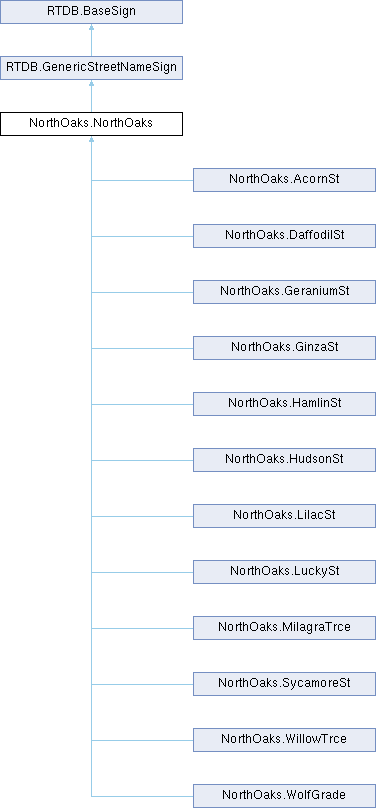 RTDB.BaseSign
RTDB.GenericStreetNameSign
NorthOaks.NorthOaks
NorthOaks.AcornSt
NorthOaks.DaffodilSt
NorthOaks.GeraniumSt
NorthOaks.GinzaSt
NorthOaks.HamlinSt
NorthOaks.HudsonSt
NorthOaks.LilacSt
NorthOaks.LuckySt
NorthOaks.MilagraTrce
NorthOaks.SycamoreSt
NorthOaks.WillowTrce
NorthOaks.WolfGrade